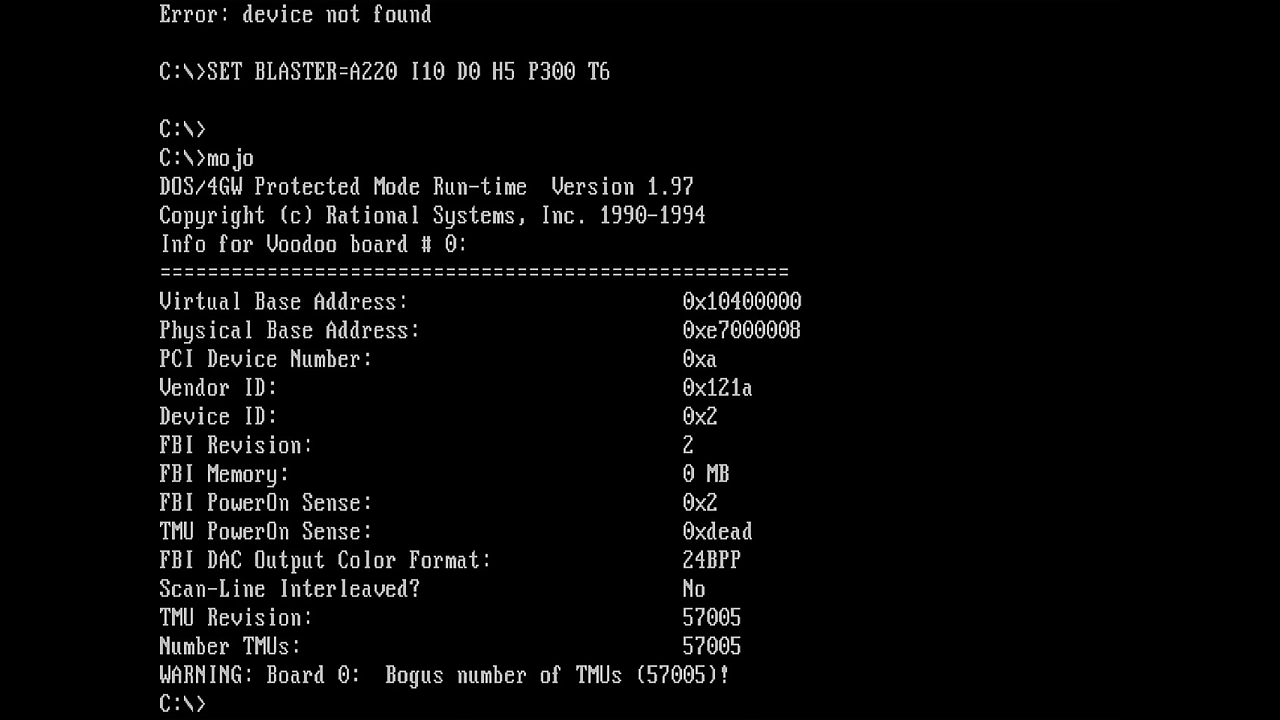 Error: device not found
C:\>SET BLASTER=A220 I10 D0 H5 P300 T6
C:\>
C:\>mojo
DOS/4GW Protected Mode Run-time  Version 1.97
Copyright (c) Rational Systems, Inc. 1990-1994
Info for Voodoo board # 0:
=====================================================
Virtual Base Address: 0x10400000
Physical Base Address: 0xe7000008
PCI Device Number: 0xa
Vendor ID: 0x121a
Device ID: 0x2
FBI Revision: 2
FBI Memory: 0 MB
FBI PowerOn Sense: 0x2
TMU PowerOn Sense: 0xdead
FBI DAC Output Color Format: 24BPP
Scan-Line Interleaved? No
TMU Revision: 57005
Number TMUs: 57005
WARNING: Board 0:  Bogus number of TMUs (57005)!
C:\>